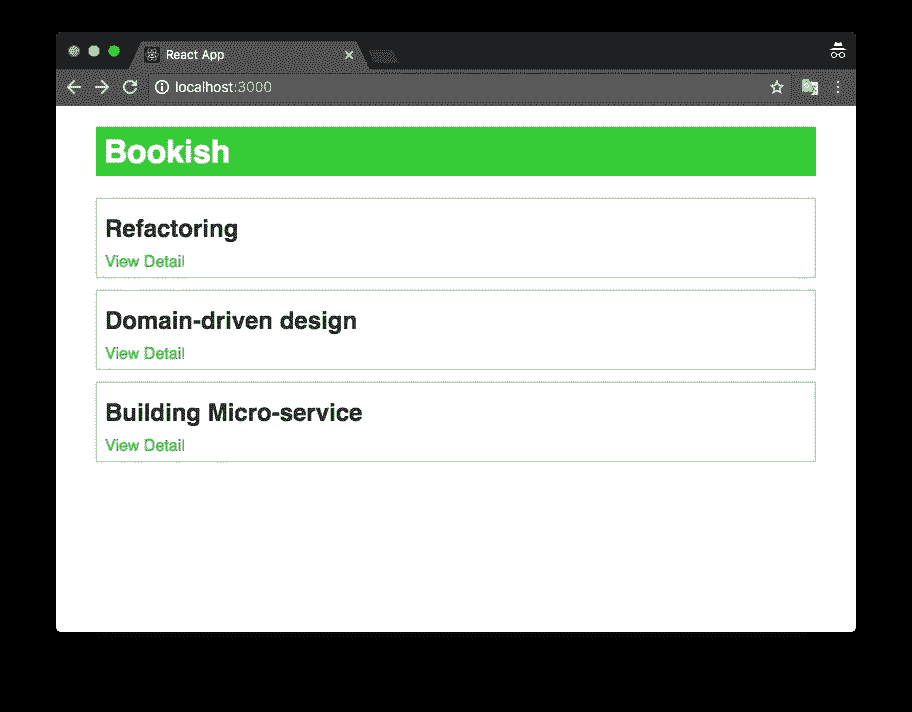 React App
localhost:3000
Bookish
Refactoring
View Detail
Domain-driven design
View Detail
Building Micro-service
View Detail